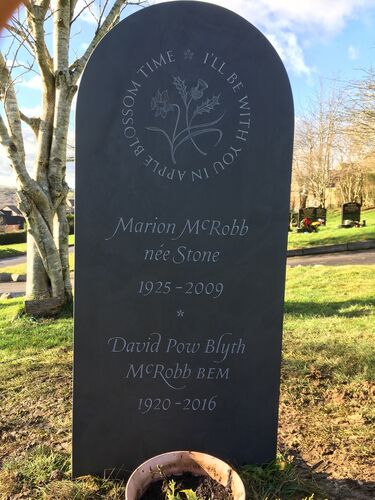 I'LL BE WITH YOU IN APPLE BLOSSOM TIME *
Marion McRobb
née Stone
1925 - 2009
*
David Pow Blyth
McRobb BEM
1920 - 2016